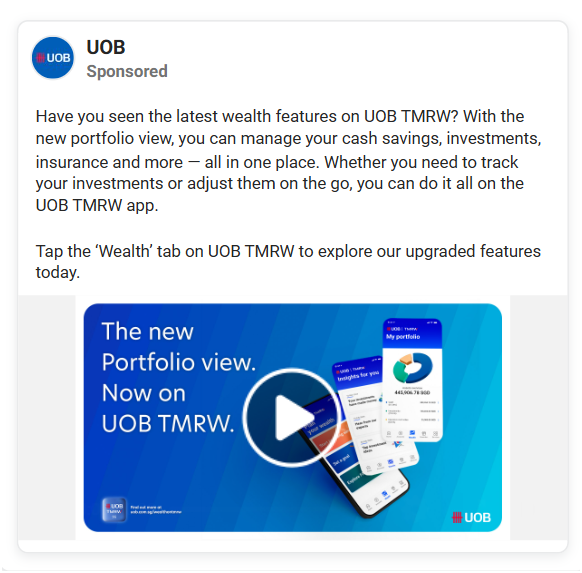 UOB
UOB
Sponsored
Have you seen the latest wealth features on UOB TMRW? With the
new portfolio view, you can manage your cash savings, investments,
insurance and more — all in one place. Whether you need to track
your investments or adjust them on the go, you can do it all on the
UOB TMRW app.
Tap the ‘Wealth’ tab on UOB TMRW to explore our upgraded features
today.
The new
Portfolio view.
Now on
UOB TMRW.
UOB TMRW
My portfolio
443,906.78 SGD
Insights for you
UOB
TMRW
Find out more at
uob.com.sg/wealthontmrw
UOB